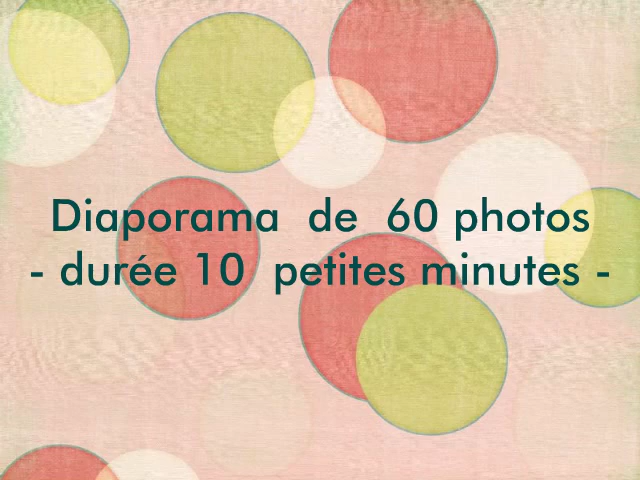 Diaporama de 60 photos
- durée 10 petites minutes -